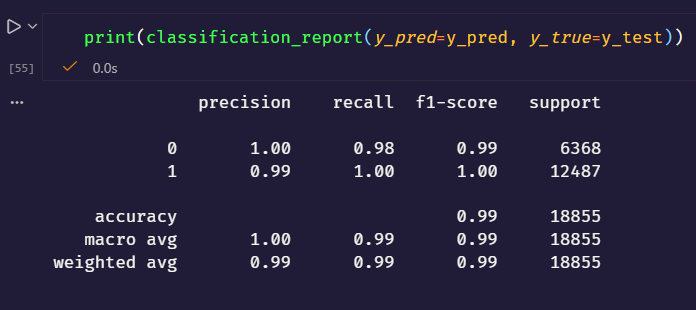 print(classification_report(y_pred=y_pred, y_true=y_test))
[55] 0.0s
... precision recall f1-score support
0 1.00 0.98 0.99 6368
1 0.99 1.00 1.00 12487
accuracy 0.99 18855
macro avg 1.00 0.99 0.99 18855
weighted avg 0.99 0.99 0.99 18855